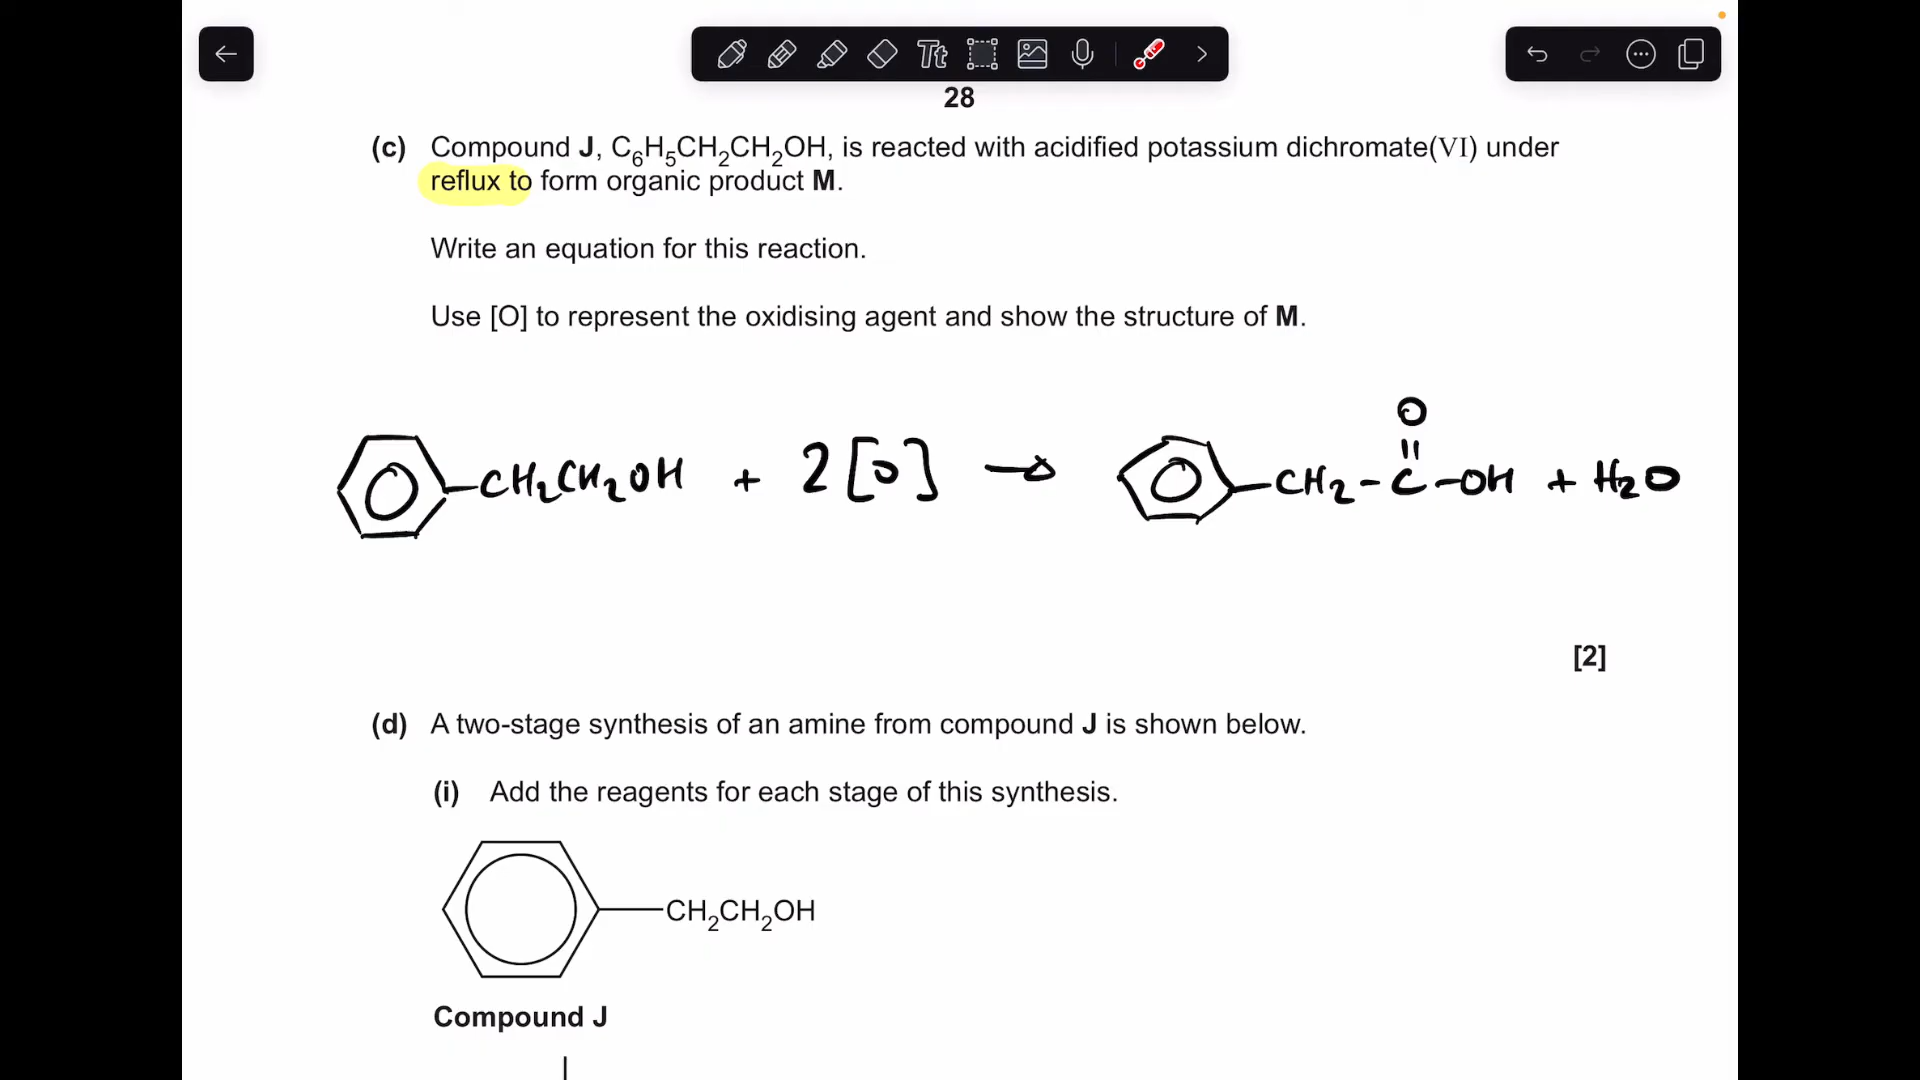 Tt
28
(c) Compound J, C₆H₅CH₂CH₂OH, is reacted with acidified potassium dichromate(VI) under
reflux to form organic product M.
Write an equation for this reaction.
Use [O] to represent the oxidising agent and show the structure of M.
O
CH₂CH₂OH + 2[O] → CH₂-C-OH + H₂O
[2]
(d) A two-stage synthesis of an amine from compound J is shown below.
(i) Add the reagents for each stage of this synthesis.
CH₂CH₂OH
Compound J